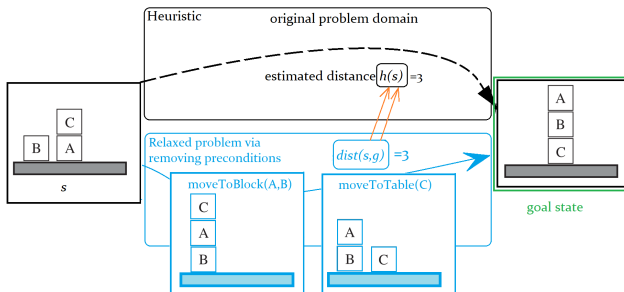 Heuristic
original problem domain
estimated distance h(s) =3
C
B A
s
A
B
C
goal state
Relaxed problem via
removing preconditions
dist(s,g) =3
moveToBlock(A,B)
C
A
B
moveToTable(C)
A
B C